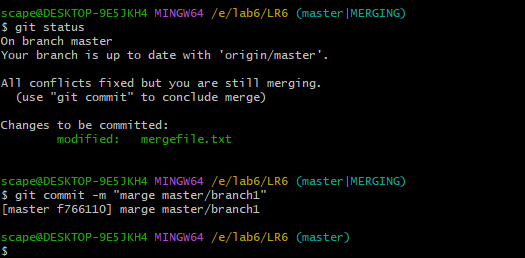 scape@DESKTOP-9E5JKH4 MINGW64 /e/lab6/LR6 (master|MERGING)
$ git status
On branch master
Your branch is up to date with 'origin/master'.

All conflicts fixed but you are still merging.
  (use "git commit" to conclude merge)

Changes to be committed:
        modified:   mergefile.txt


scape@DESKTOP-9E5JKH4 MINGW64 /e/lab6/LR6 (master|MERGING)
$ git commit -m "marge master/branch1"
[master f766110] marge master/branch1

scape@DESKTOP-9E5JKH4 MINGW64 /e/lab6/LR6 (master)
$